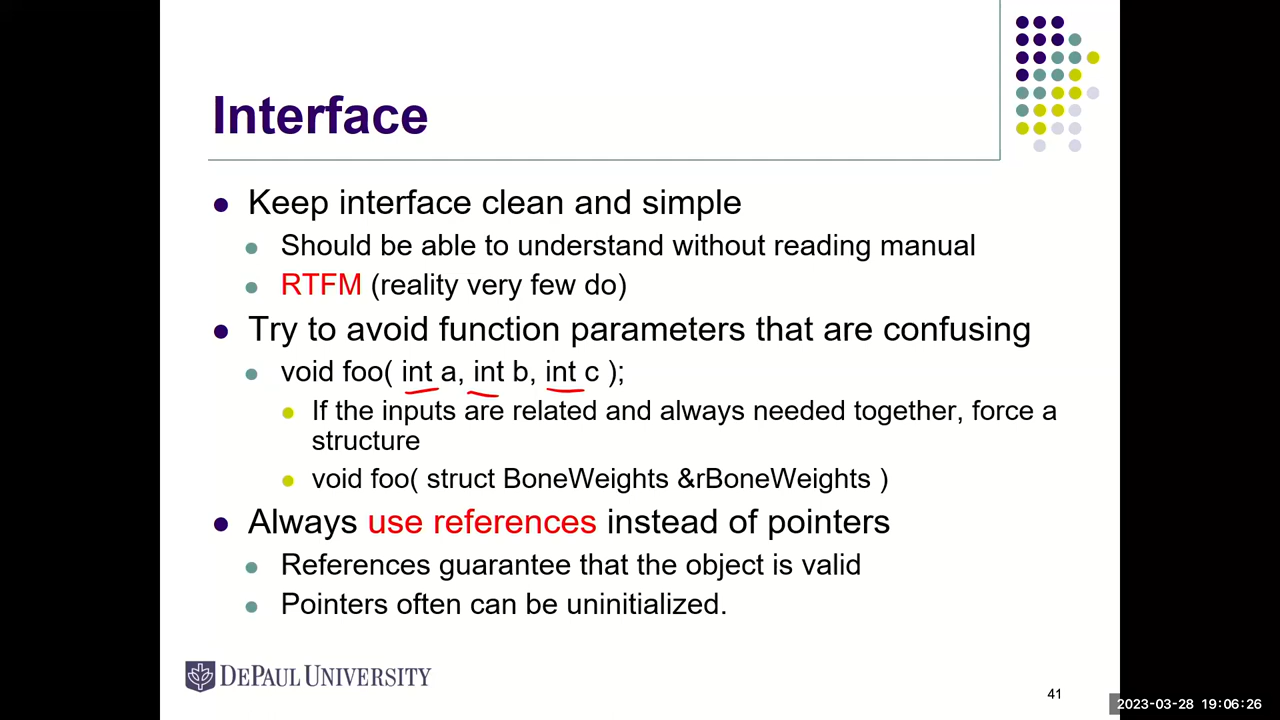 Interface
Keep interface clean and simple
Should be able to understand without reading manual
RTFM (reality very few do)
Try to avoid function parameters that are confusing
void foo( int a, int b, int c );
If the inputs are related and always needed together, force a
structure
void foo( struct BoneWeights &rBoneWeights )
Always use references instead of pointers
References guarantee that the object is valid
Pointers often can be uninitialized.
DEPAUL UNIVERSITY
41
2023-03-28 19:06:26